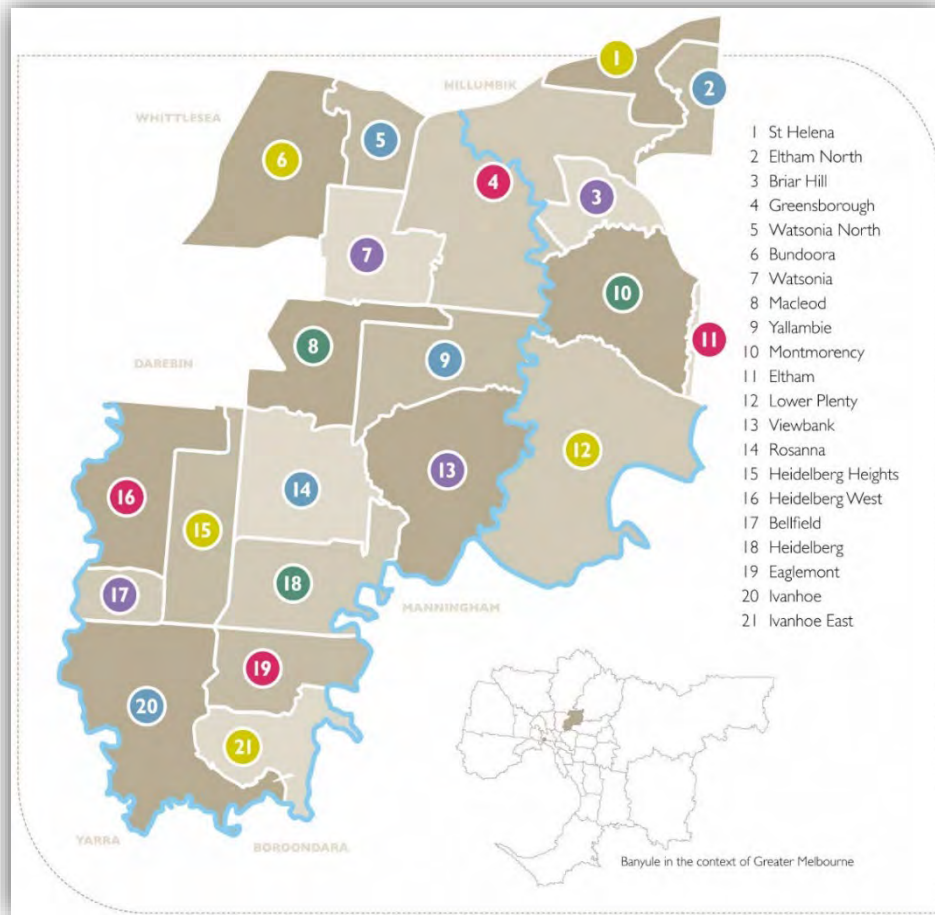 1
NILLUMBIK
2
WHITTLESEA
5
6
4
3
7
10
8
9
11
DAREBIN
13
12
16
14
15
18
17
MANNINGHAM
19
20
21
YARRA
BOROONDARA
1 St Helena
2 Eltham North
3 Briar Hill
4 Greensborough
5 Watsonia North
6 Bundoora
7 Watsonia
8 Macleod
9 Yallambie
10 Montmorency
11 Eltham
12 Lower Plenty
13 Viewbank
14 Rosanna
15 Heidelberg Heights
16 Heidelberg West
17 Bellfield
18 Heidelberg
19 Eaglemont
20 Ivanhoe
21 Ivanhoe East
Banyule in the context of Greater Melbourne